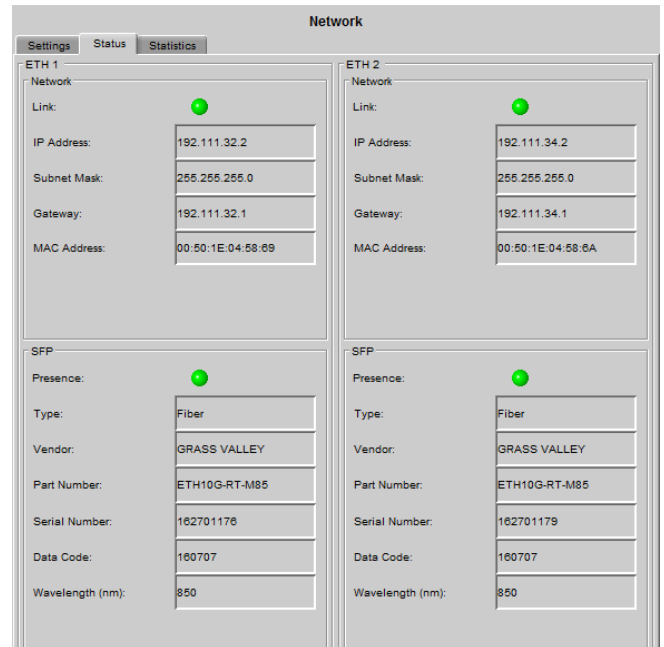 Network
Settings Status Statistics
ETH 1
Network
Link:
IP Address: 192.111.32.2
Subnet Mask: 255.255.255.0
Gateway: 192.111.32.1
MAC Address: 00:50:1E:04:58:69
SFP
Presence:
Type: Fiber
Vendor: GRASS VALLEY
Part Number: ETH10G-RT-M85
Serial Number: 162701176
Data Code: 160707
Wavelength (nm): 850
ETH 2
Network
Link:
IP Address: 192.111.34.2
Subnet Mask: 255.255.255.0
Gateway: 192.111.34.1
MAC Address: 00:50:1E:04:58:6A
SFP
Presence:
Type: Fiber
Vendor: GRASS VALLEY
Part Number: ETH10G-RT-M85
Serial Number: 162701179
Data Code: 160707
Wavelength (nm): 850